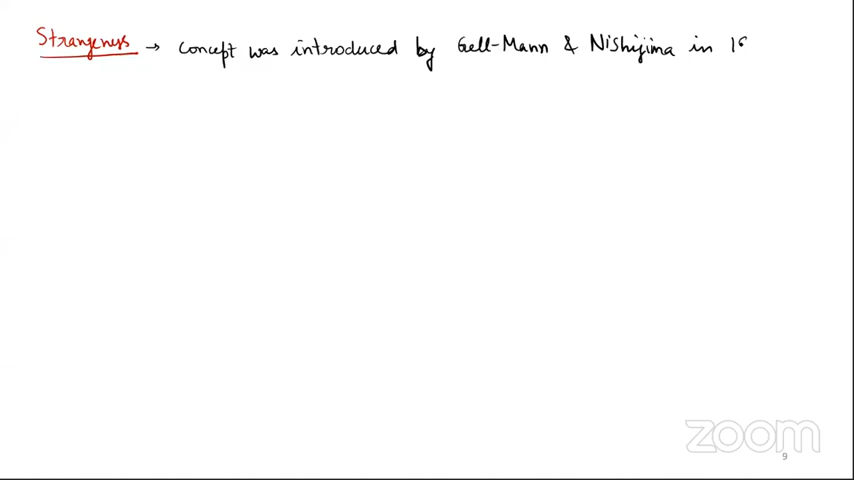 Strangeness → concept was introduced by Gell-Mann & Nishijima in
zoom
9